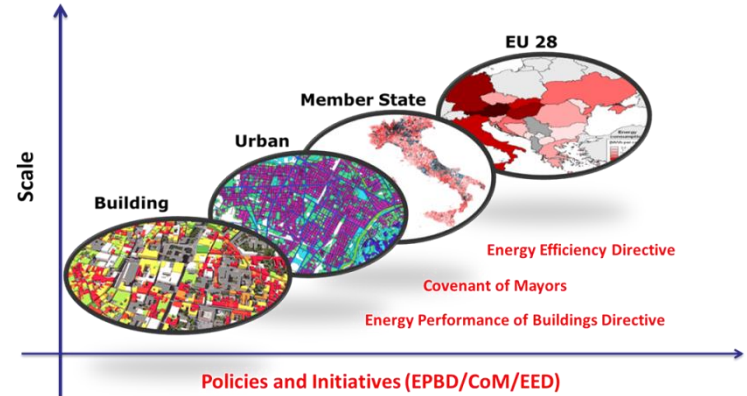 EU 28
Member State
Urban
Building
Scale
Energy
Energy Efficiency Directive
Covenant of Mayors
Energy Performance of Buildings Directive
Policies and Initiatives (EPBD/CoM/EED)